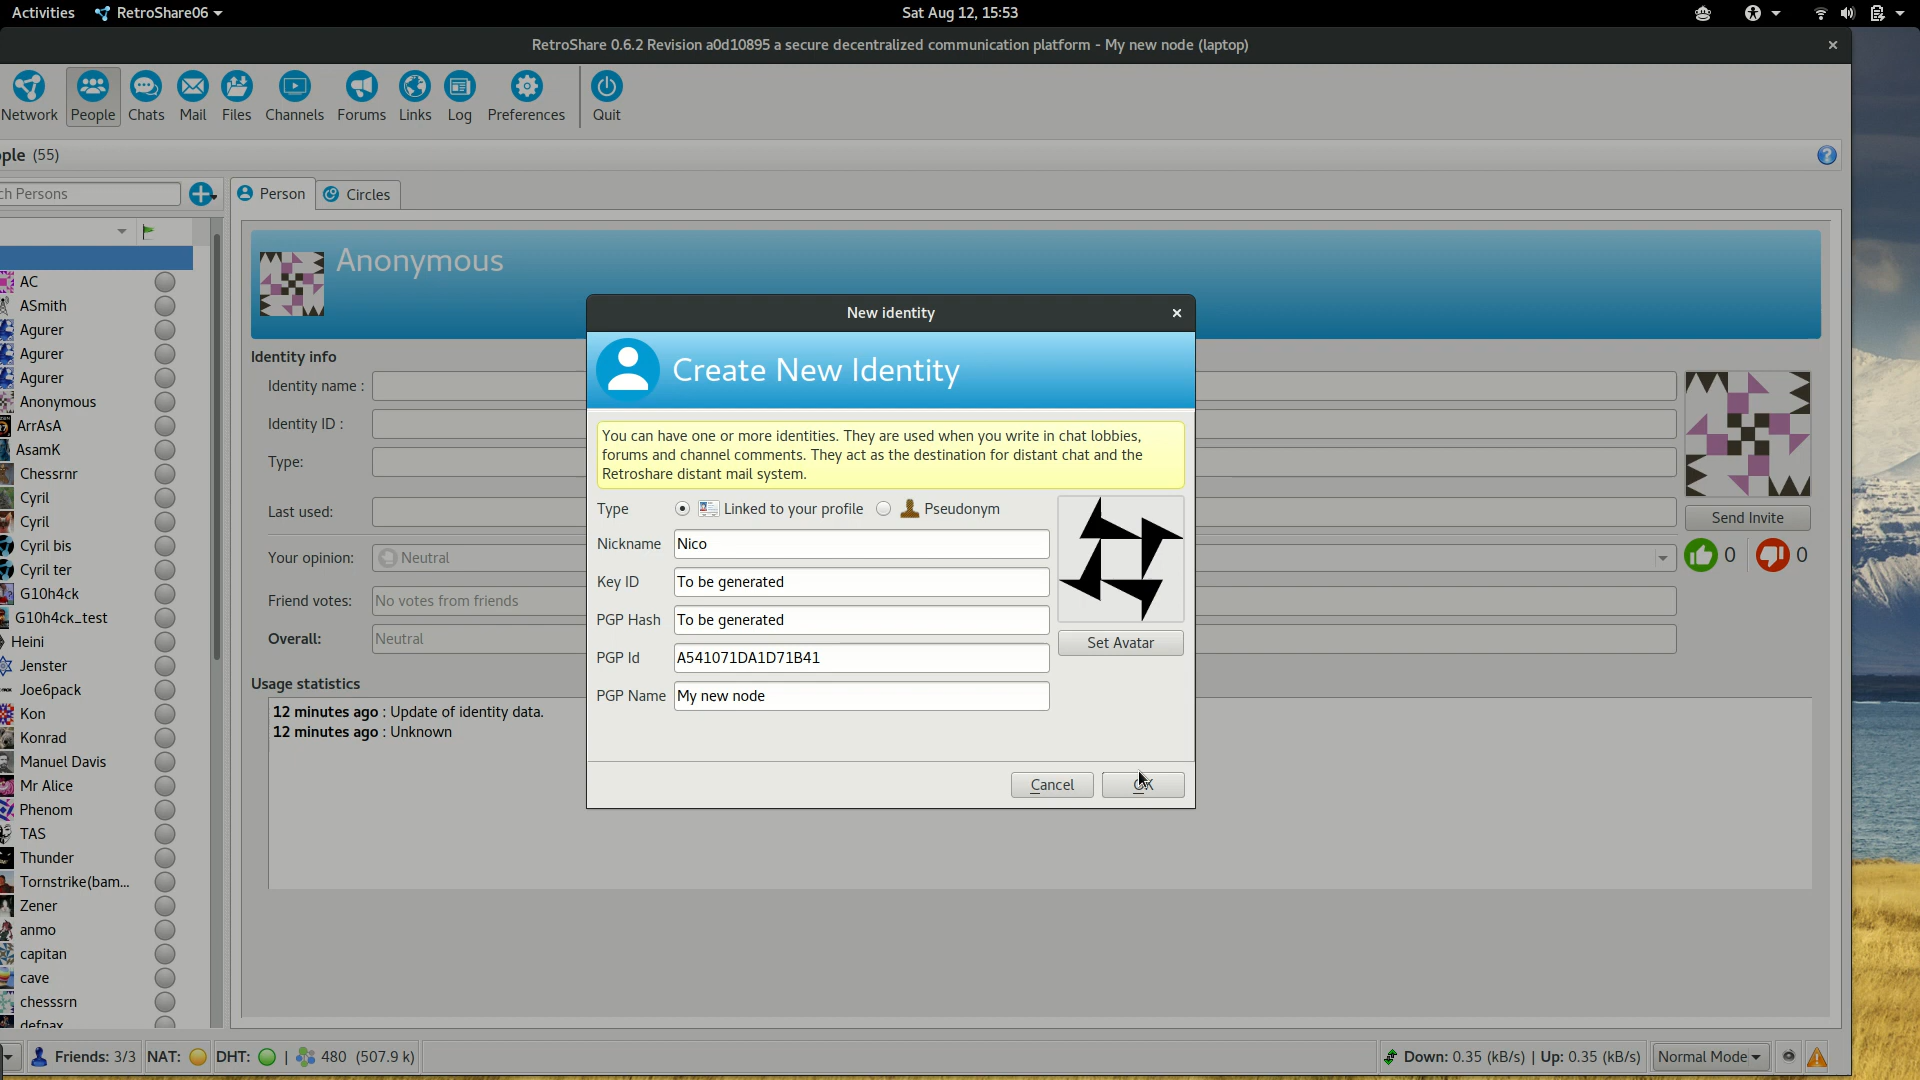 Activities
RetroShare06
Sat Aug 12, 15:53
RetroShare 0.6.2 Revision a0d10895 a secure decentralized communication platform - My new node (laptop)
Network
People
Chats
Mail
Files
Channels
Forums
Links
Log
Preferences
Quit
ple (55)
ch Persons
Person
Circles
AC
ASmith
Agurer
Agurer
Agurer
Anonymous
ArrAsA
AsamK
Chessrnr
Cyril
Cyril
Cyril bis
Cyril ter
G10h4ck
G10h4ck_test
Heini
Jenster
Joe6pack
Kon
Konrad
Manuel Davis
Mr Alice
Phenom
TAS
Thunder
Tornstrike(bam...
Zener
anmo
capitan
cave
chesssrn
defnax
Anonymous
Identity info
Identity name :
Identity ID :
Type:
Last used:
Your opinion:
Neutral
Friend votes:
No votes from friends
Overall:
Neutral
Send Invite
0
0
Usage statistics
12 minutes ago : Update of identity data.
12 minutes ago : Unknown
New identity
Create New Identity
You can have one or more identities. They are used when you write in chat lobbies,
forums and channel comments. They act as the destination for distant chat and the
Retroshare distant mail system.
Type
Linked to your profile
Pseudonym
Nickname
Nico
Key ID
To be generated
PGP Hash
To be generated
PGP Id
A541071DA1D71B41
PGP Name
My new node
Set Avatar
Cancel
OK
Friends: 3/3
NAT:
DHT:
|
480 (507.9 k)
Down: 0.35 (kB/s) | Up: 0.35 (kB/s)
Normal Mode